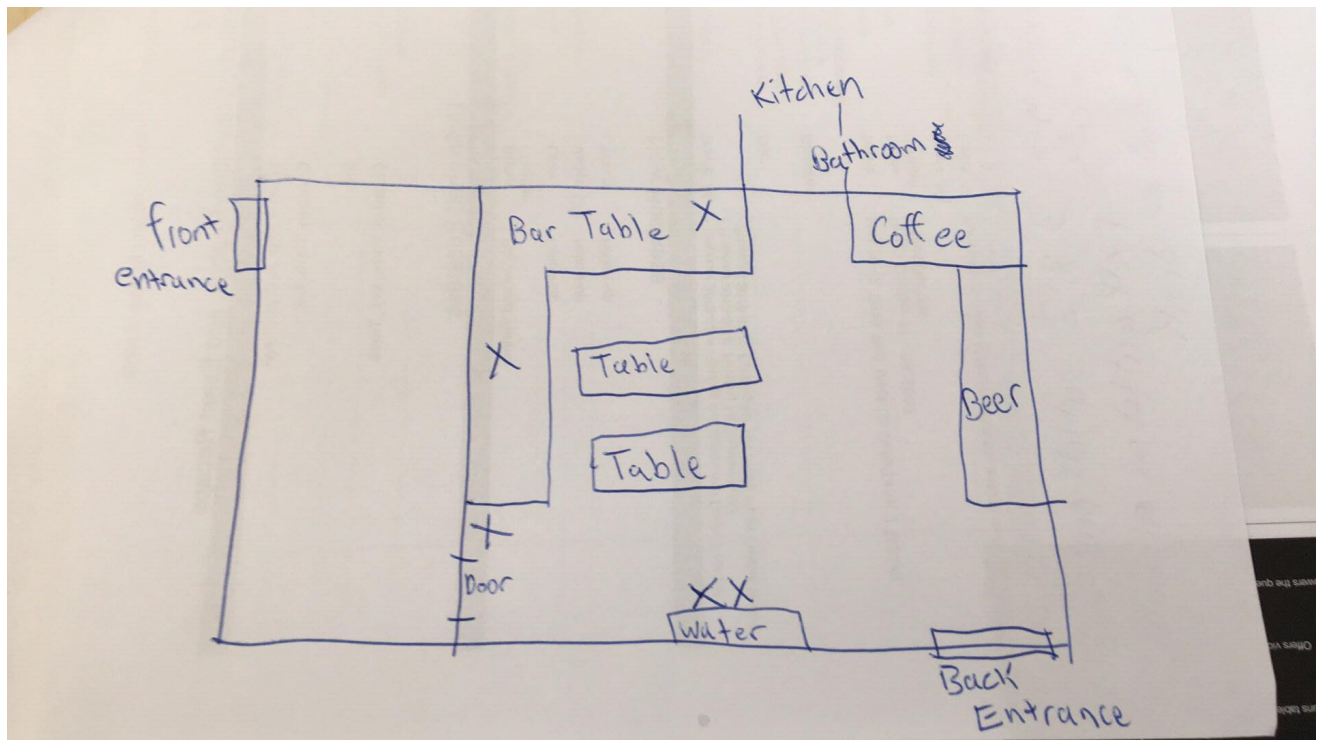 Kitchen
Bathroom
front
entrance
Bar Table X
Coffee
X
Table
Beer
Table
X
Door
X X
Water
Back
Entrance